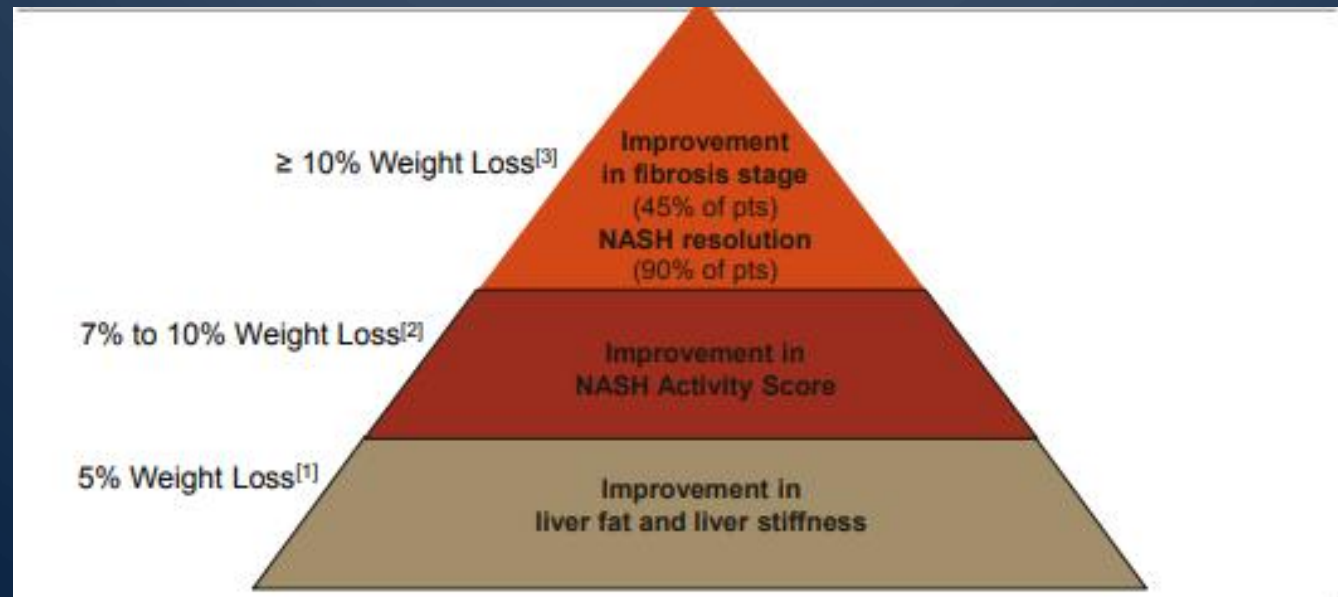 ≥ 10% Weight Loss[3]
Improvement
in fibrosis stage
(45% of pts)
NASH resolution
(90% of pts)
7% to 10% Weight Loss[2]
Improvement in
NASH Activity Score
5% Weight Loss[1]
Improvement in
liver fat and liver stiffness